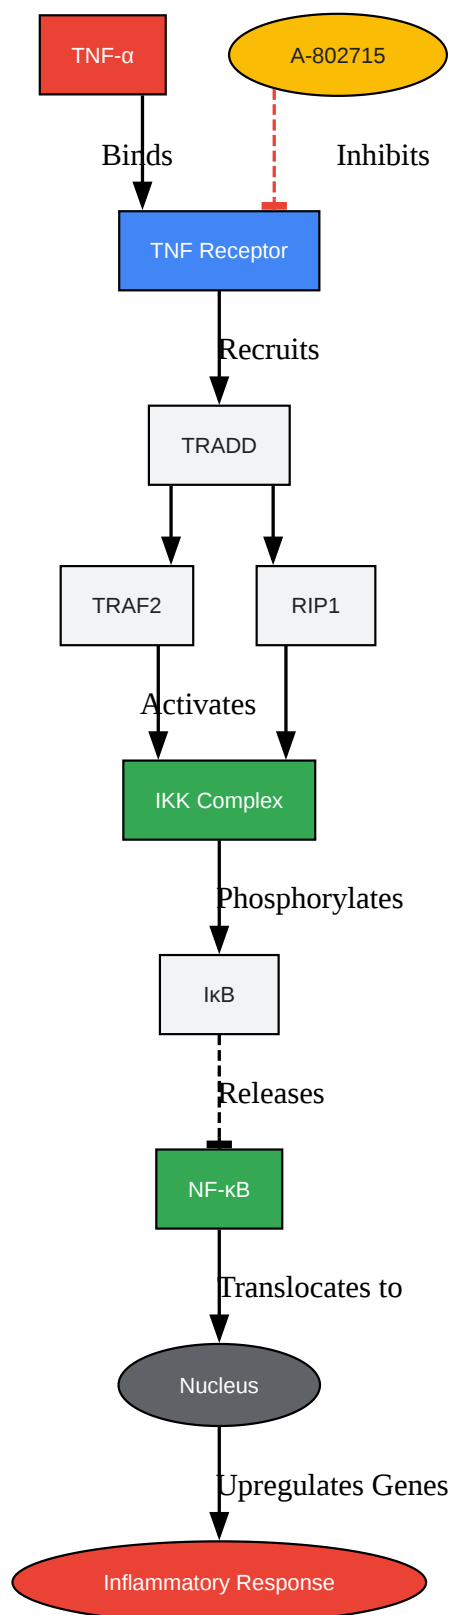 TNF-α
A-802715
Binds
Inhibits
TNF Receptor
Recruits
TRADD
TRAF2
RIP1
Activates
IKK Complex
Phosphorylates
IκB
Releases
NF-κB
Translocates to
Nucleus
Upregulates Genes
Inflammatory Response